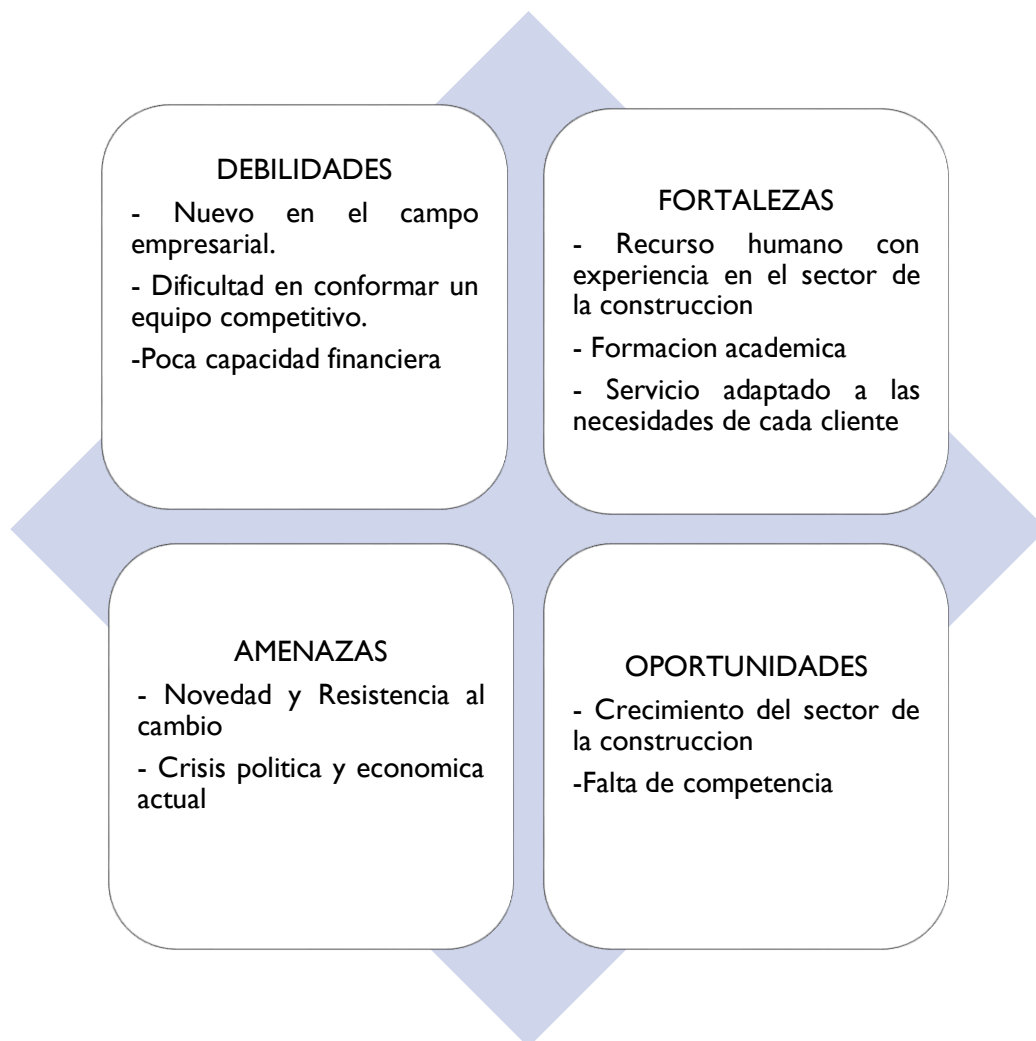 DEBILIDADES
- Nuevo en el campo
empresarial.
- Dificultad en conformar un
equipo competitivo.
-Poca capacidad financiera
FORTALEZAS
- Recurso humano con
experiencia en el sector de
la construccion
- Formacion academica
- Servicio adaptado a las
necesidades de cada cliente
AMENAZAS
- Novedad y Resistencia al
cambio
- Crisis politica y economica
actual
OPORTUNIDADES
- Crecimiento del sector de
la construccion
-Falta de competencia